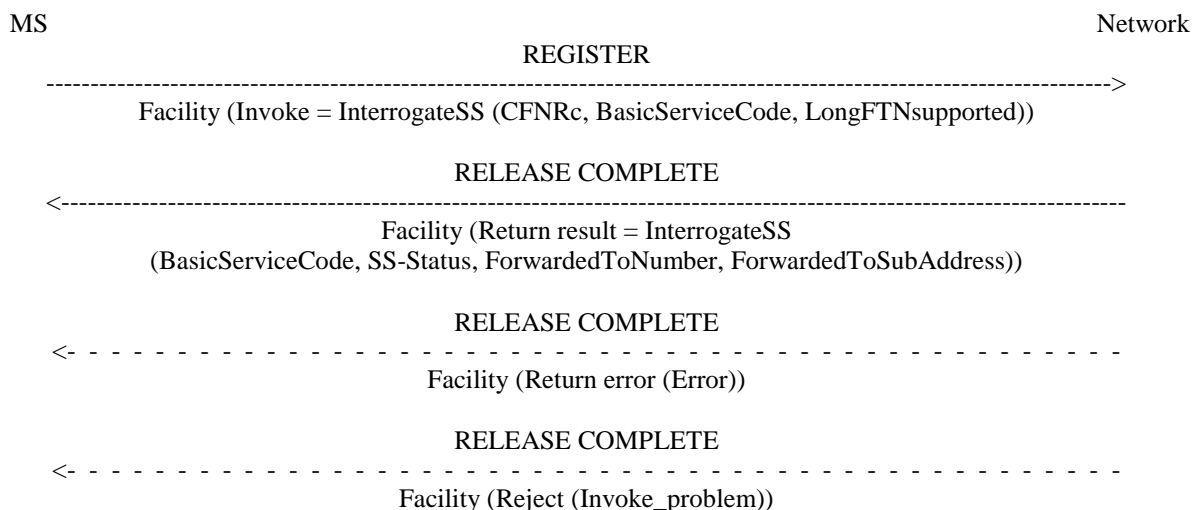 MS Network
REGISTER
------------------------------------------------------------------------------------------------------------------------>
Facility (Invoke = InterrogateSS (CFNRc, BasicServiceCode, LongFTNsupported))
RELEASE COMPLETE
<------------------------------------------------------------------------------------------------------------------------
Facility (Return result = InterrogateSS
(BasicServiceCode, SS-Status, ForwardedToNumber, ForwardedToSubAddress))
RELEASE COMPLETE
<- - - - - - - - - - - - - - - - - - - - - - - - - - - - - - - - - - - - - - - - - - - - - - - -
Facility (Return error (Error))
RELEASE COMPLETE
<- - - - - - - - - - - - - - - - - - - - - - - - - - - - - - - - - - - - - - - - - - - - - - - -
Facility (Reject (Invoke_problem))